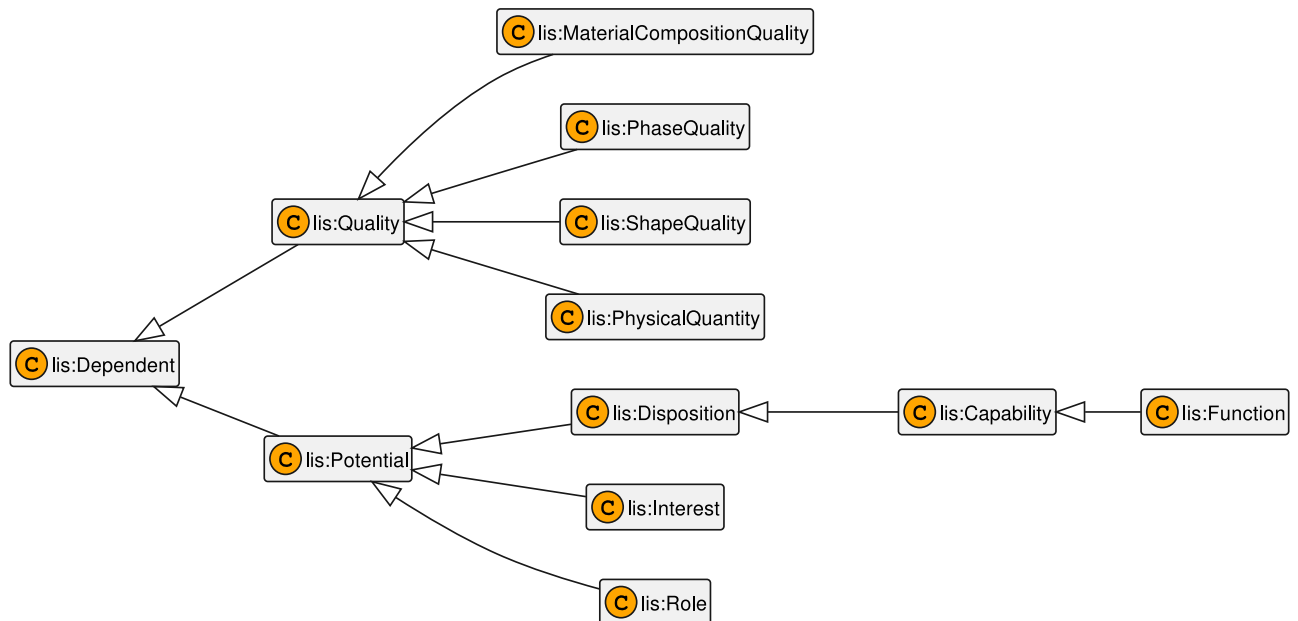 C lis:MaterialCompositionQuality
C lis:PhaseQuality
C lis:Quality
C lis:ShapeQuality
C lis:PhysicalQuantity
C lis:Dependent
C lis:Disposition
C lis:Capability
C lis:Function
C lis:Potential
C lis:Interest
C lis:Role